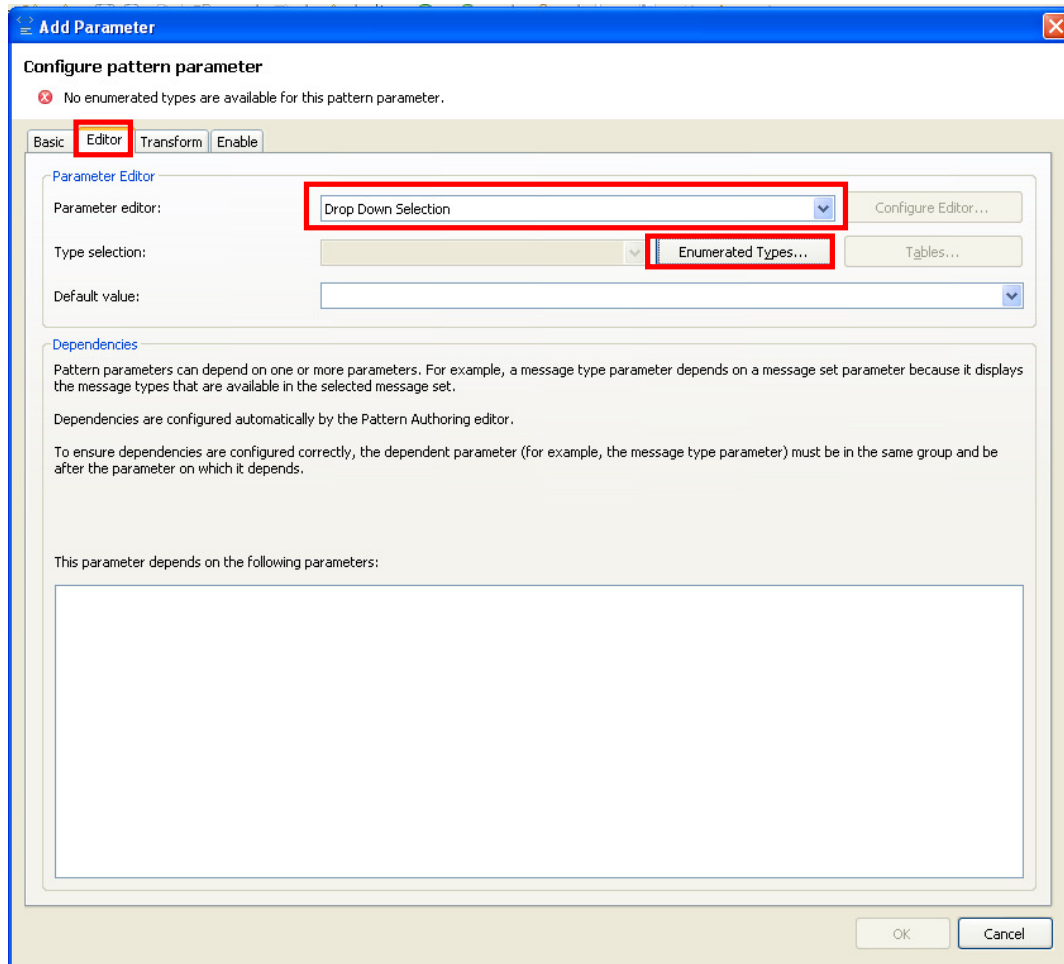 Add Parameter
Configure pattern parameter
No enumerated types are available for this pattern parameter.
Basic Editor Transform Enable
Parameter Editor
Parameter editor: Drop Down Selection Configure Editor...
Type selection: Enumerated Types... Tables...
Default value:
Dependencies
Pattern parameters can depend on one or more parameters. For example, a message type parameter depends on a message set parameter because it displays
the message types that are available in the selected message set.
Dependencies are configured automatically by the Pattern Authoring editor.
To ensure dependencies are configured correctly, the dependent parameter (for example, the message type parameter) must be in the same group and be
after the parameter on which it depends.
This parameter depends on the following parameters:
OK Cancel